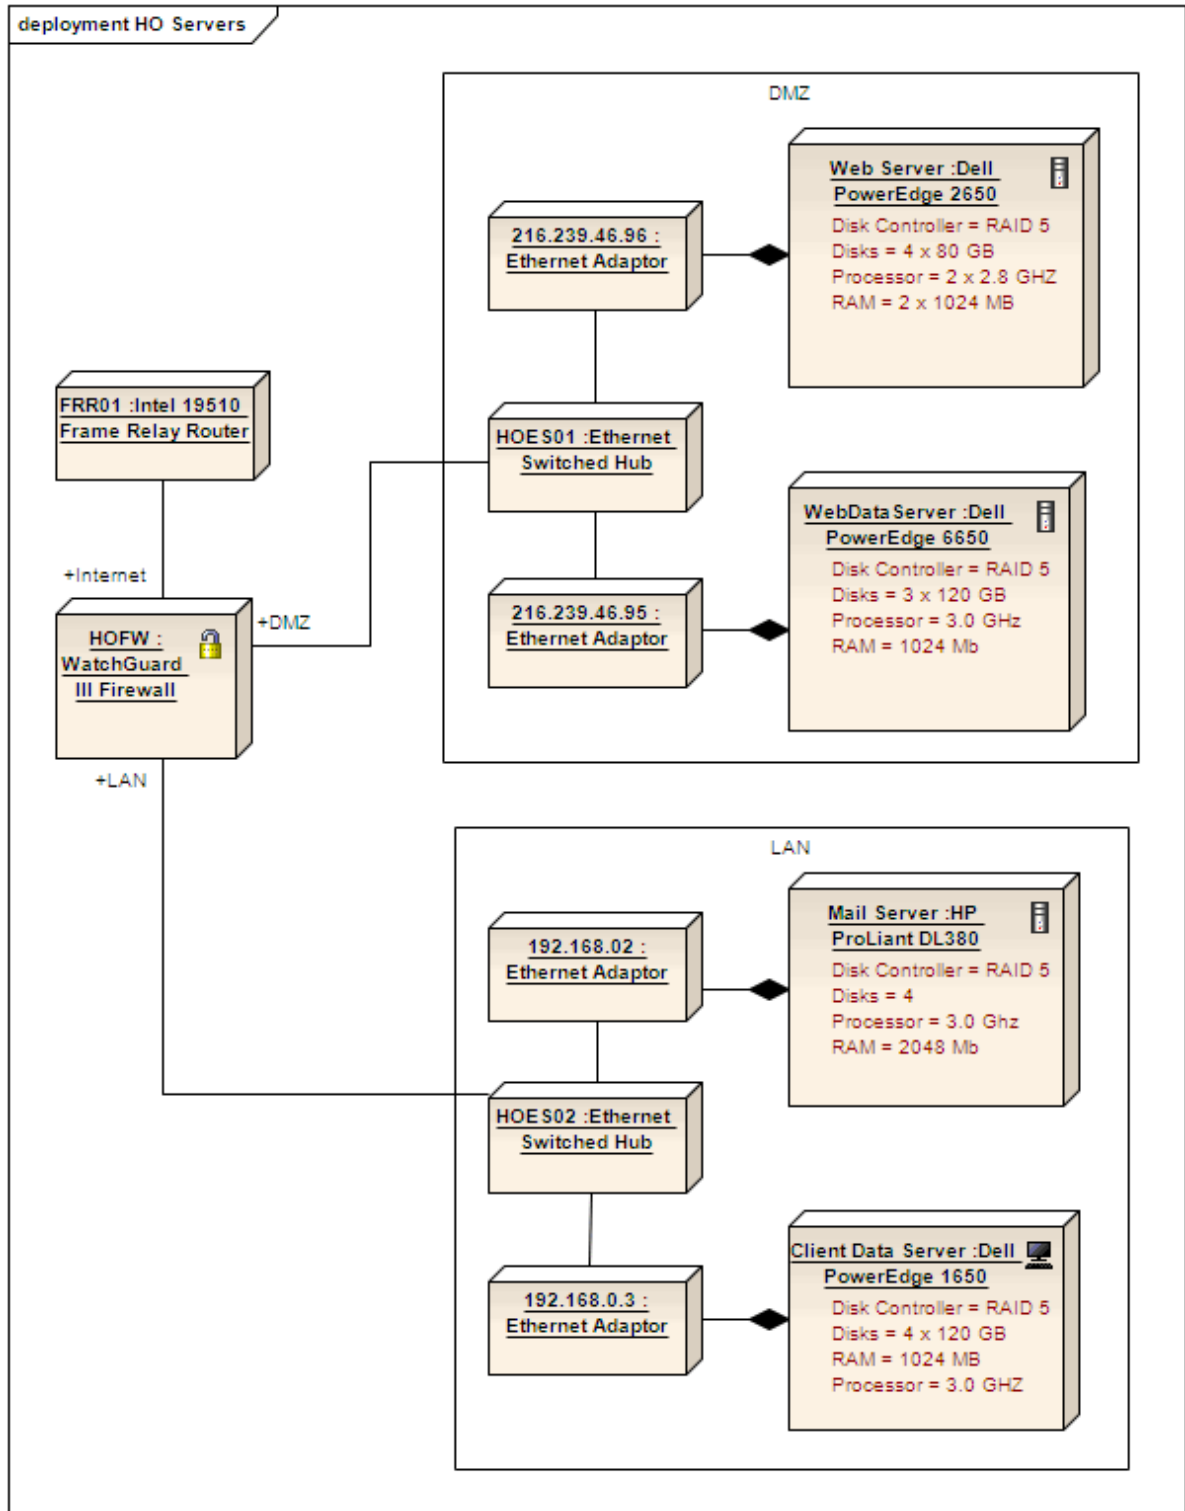 deployment HO Servers
DMZ
Web Server :Dell
PowerEdge 2650
Disk Controller = RAID 5
Disks = 4 x 80 GB
Processor = 2 x 2.8 GHZ
RAM = 2 x 1024 MB
216.239.46.96 :
Ethernet Adaptor
FRR01 :Intel 19510
Frame Relay Router
HOES01 :Ethernet
Switched Hub
WebDataServer :Dell
PowerEdge 6650
Disk Controller = RAID 5
Disks = 3 x 120 GB
Processor = 3.0 GHz
RAM = 1024 Mb
+Internet
216.239.46.95 :
Ethernet Adaptor
+DMZ
HOFW :
WatchGuard
III Firewall
+LAN
LAN
Mail Server :HP
ProLiant DL380
Disk Controller = RAID 5
Disks = 4
Processor = 3.0 Ghz
RAM = 2048 Mb
192.168.02 :
Ethernet Adaptor
HOES02 :Ethernet
Switched Hub
Client Data Server :Dell
PowerEdge 1650
Disk Controller = RAID 5
Disks = 4 x 120 GB
RAM = 1024 MB
Processor = 3.0 GHZ
192.168.0.3 :
Ethernet Adaptor